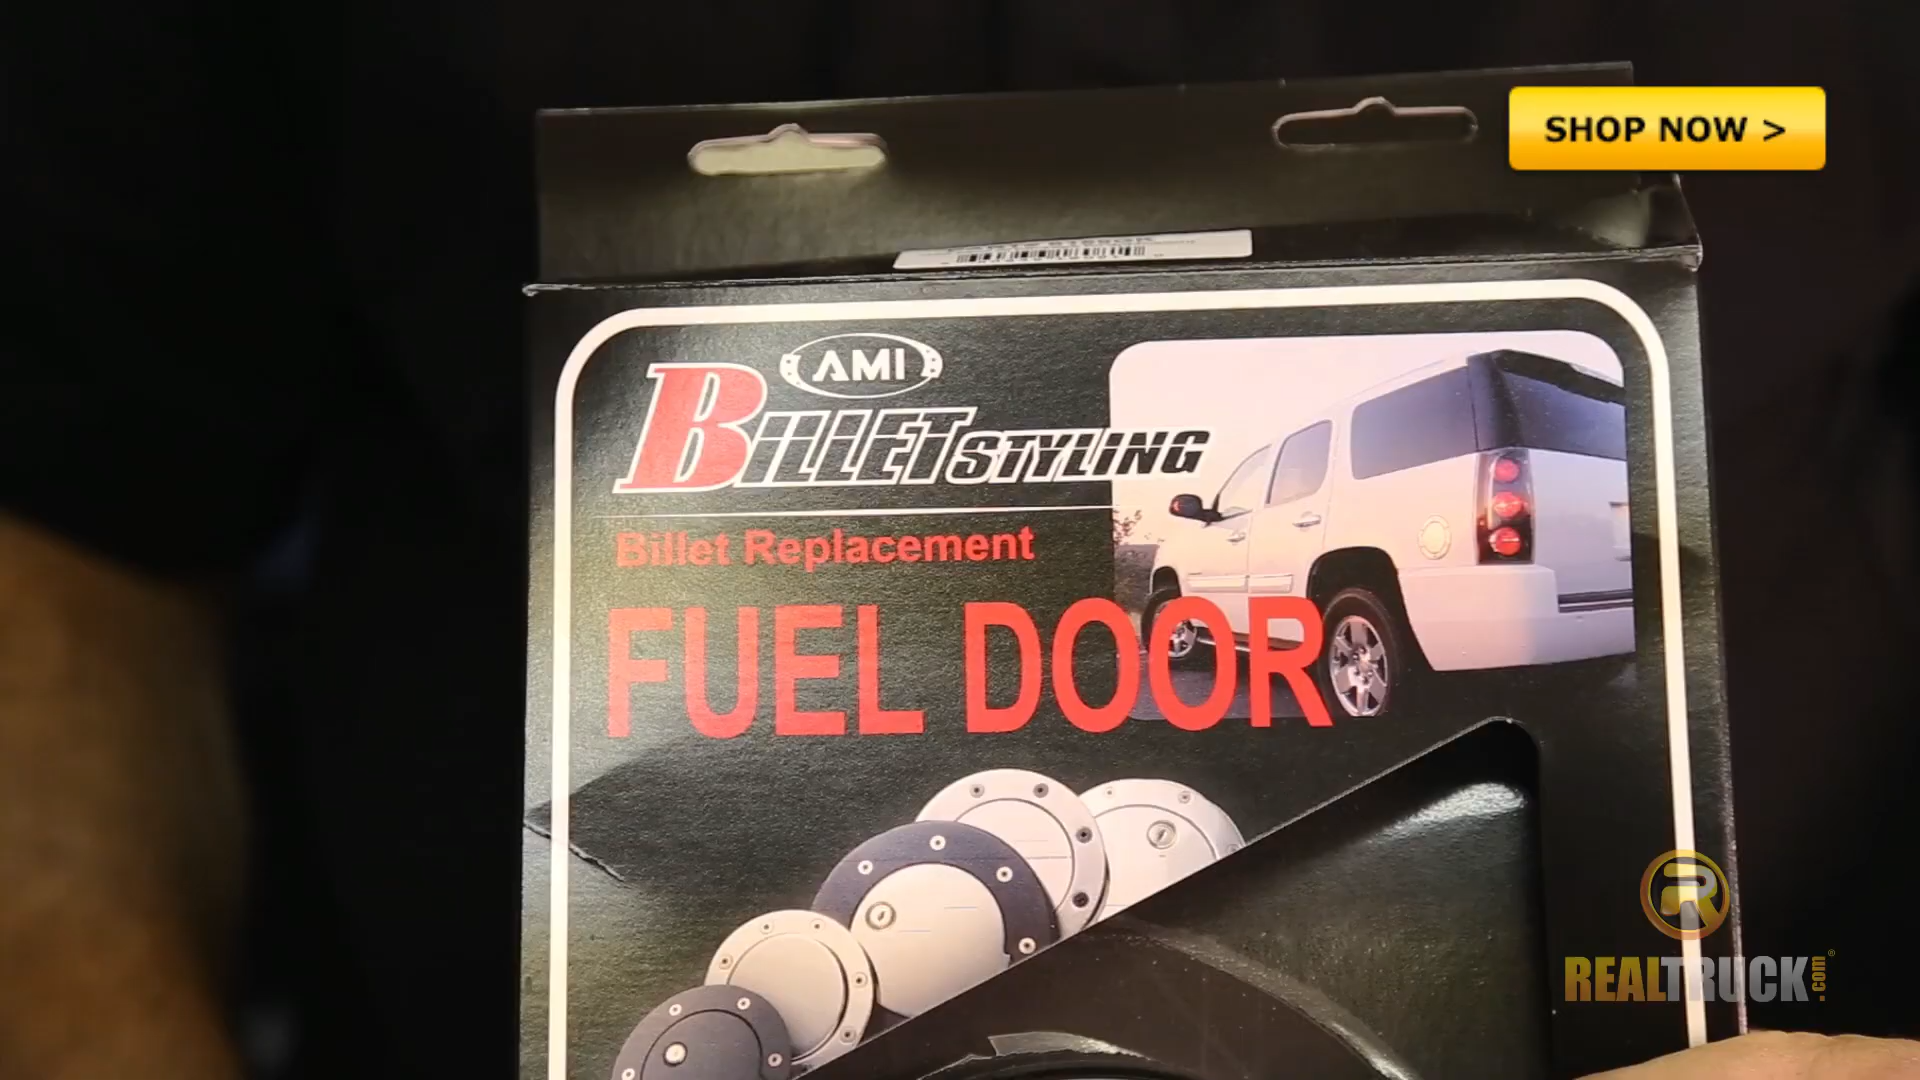 SHOP NOW >
AMI
BILLET STYLING
Billet Replacement
FUEL DOOR
R
REALTRUCK.com®